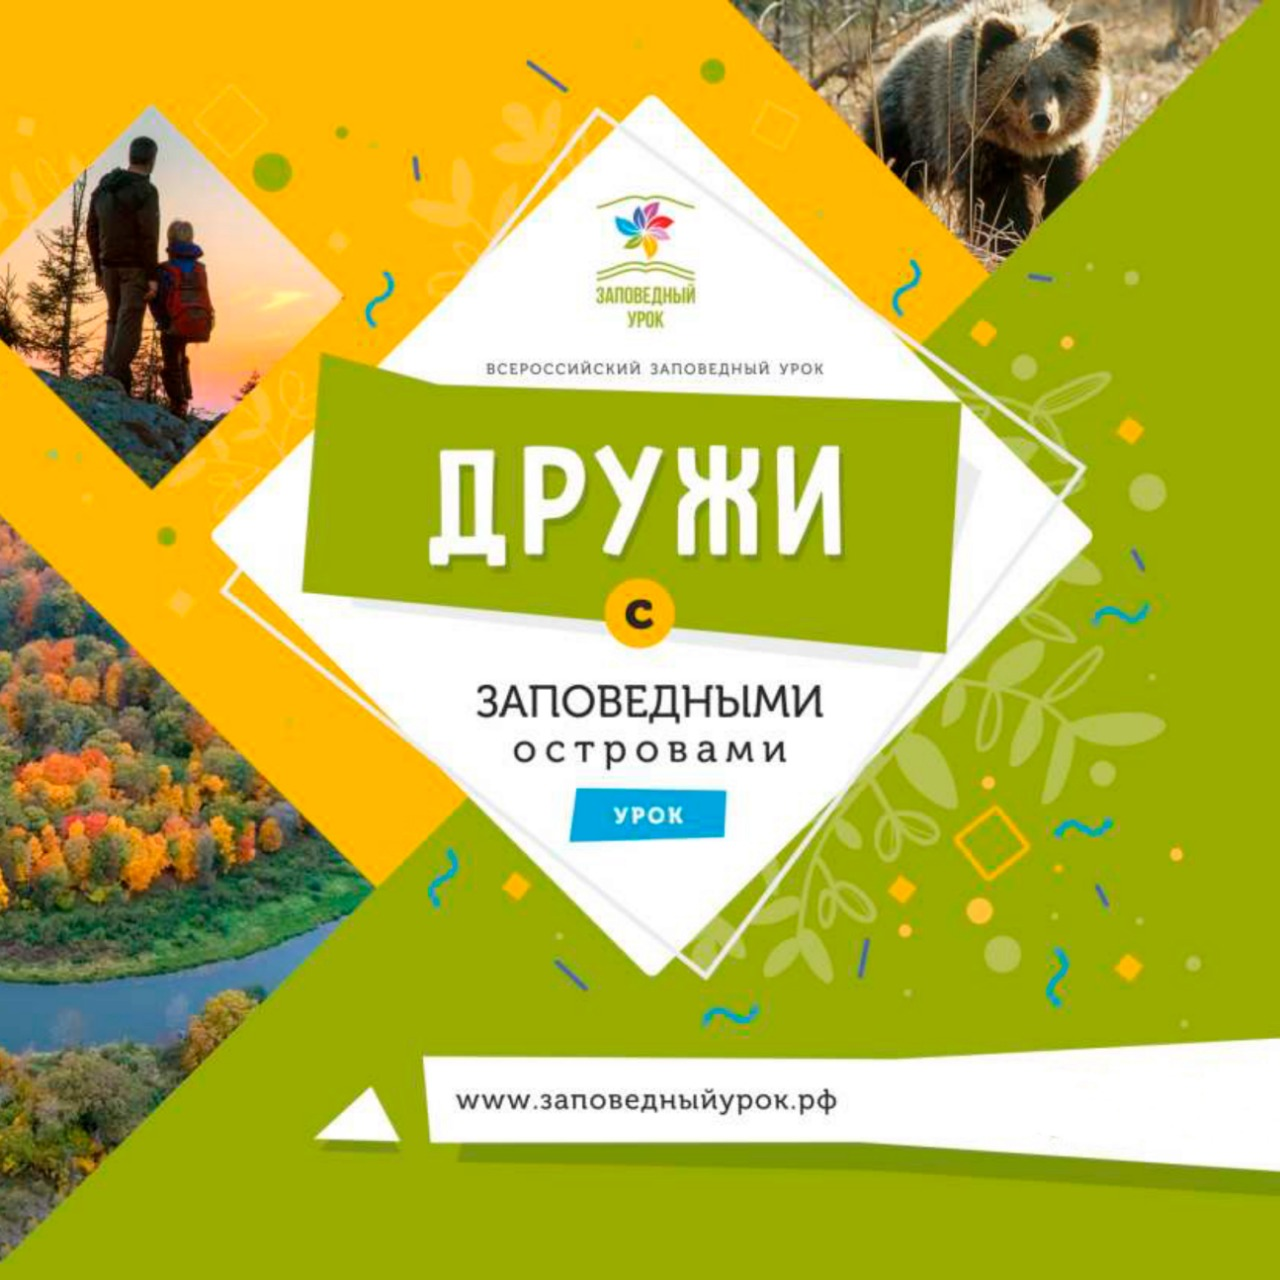 ЗАПОВЕДНЫЙ
УРОК
ВСЕРОССИЙСКИЙ ЗАПОВЕДНЫЙ УРОК
ДРУЖИ
с
ЗАПОВЕДНЫМИ
островами
УРОК
www.заповедныйурок.рф